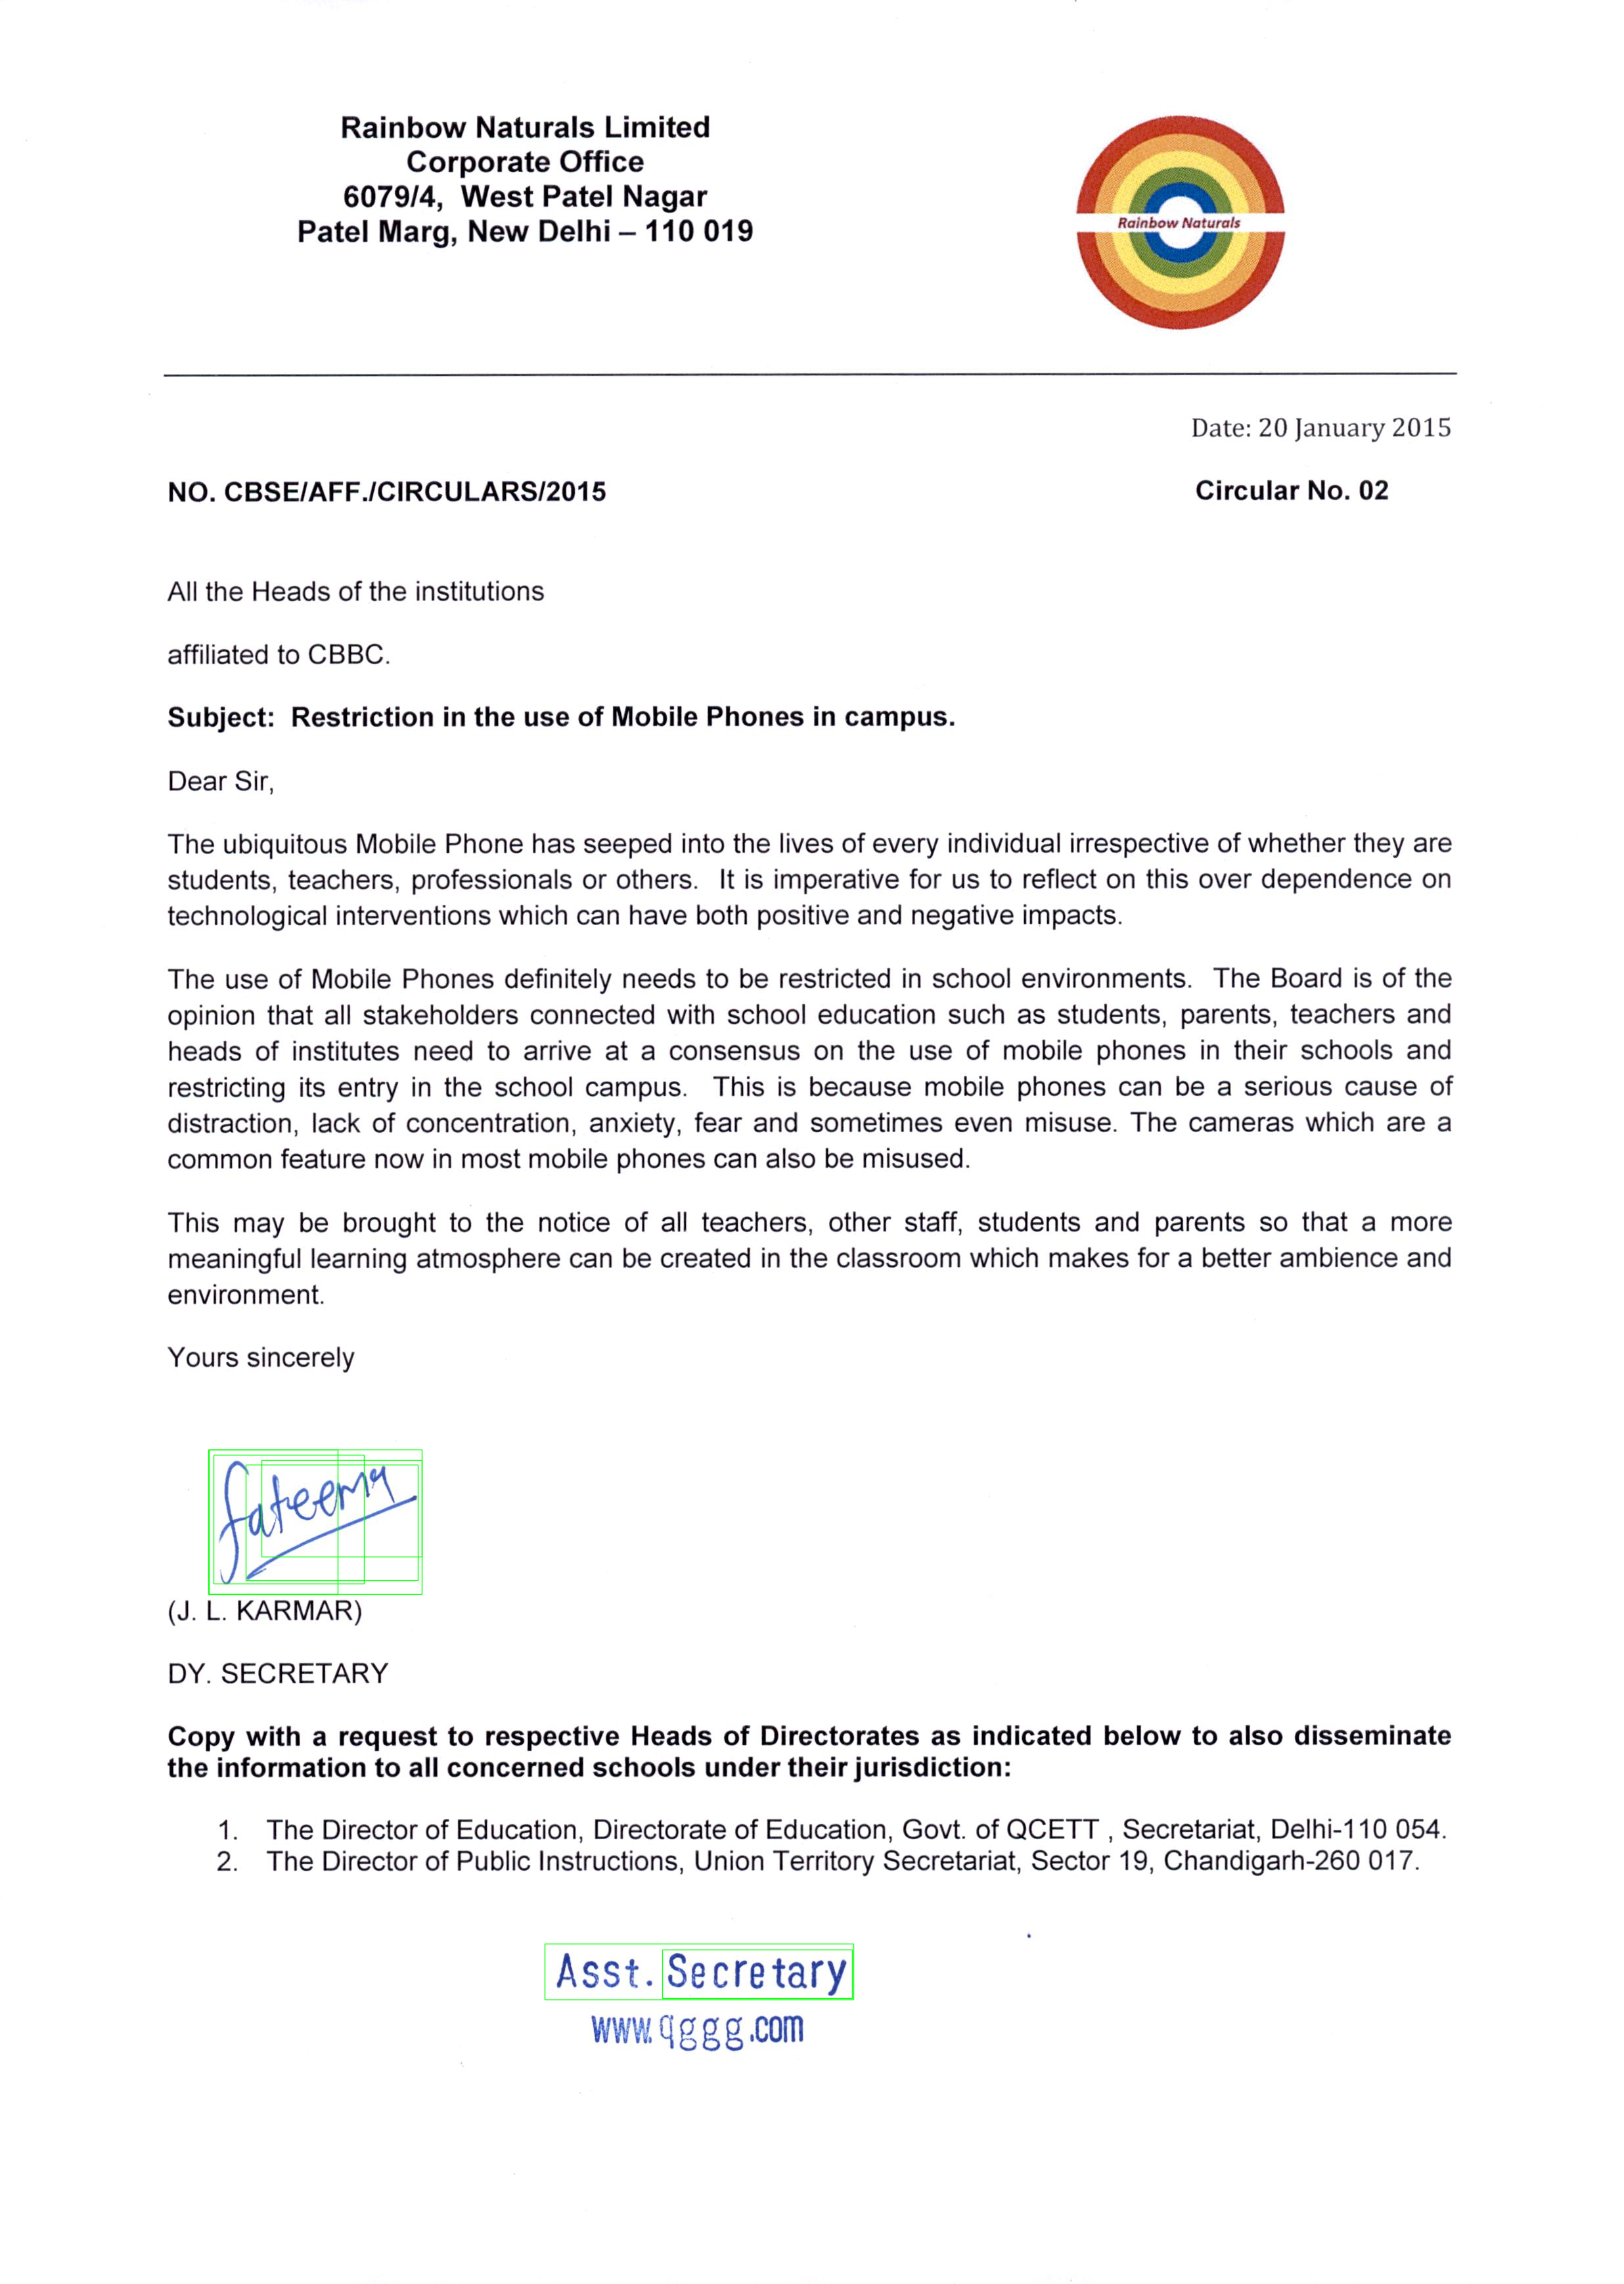 Rainbow Naturals Limited
Corporate Office
6079/4, West Patel Nagar
Patel Marg, New Delhi – 110 019
Rainbow Naturals
Date: 20 January 2015
NO. CBSE/AFF./CIRCULARS/2015 Circular No. 02
All the Heads of the institutions
affiliated to CBBC.
Subject: Restriction in the use of Mobile Phones in campus.
Dear Sir,
The ubiquitous Mobile Phone has seeped into the lives of every individual irrespective of whether they are
students, teachers, professionals or others. It is imperative for us to reflect on this over dependence on
technological interventions which can have both positive and negative impacts.
The use of Mobile Phones definitely needs to be restricted in school environments. The Board is of the
opinion that all stakeholders connected with school education such as students, parents, teachers and
heads of institutes need to arrive at a consensus on the use of mobile phones in their schools and
restricting its entry in the school campus. This is because mobile phones can be a serious cause of
distraction, lack of concentration, anxiety, fear and sometimes even misuse. The cameras which are a
common feature now in most mobile phones can also be misused.
This may be brought to the notice of all teachers, other staff, students and parents so that a more
meaningful learning atmosphere can be created in the classroom which makes for a better ambience and
environment.
Yours sincerely
fateema
(J. L. KARMAR)
DY. SECRETARY
Copy with a request to respective Heads of Directorates as indicated below to also disseminate
the information to all concerned schools under their jurisdiction:
1. The Director of Education, Directorate of Education, Govt. of QCETT , Secretariat, Delhi-110 054.
2. The Director of Public Instructions, Union Territory Secretariat, Sector 19, Chandigarh-260 017.
Asst. Secretary
www.qggg.com